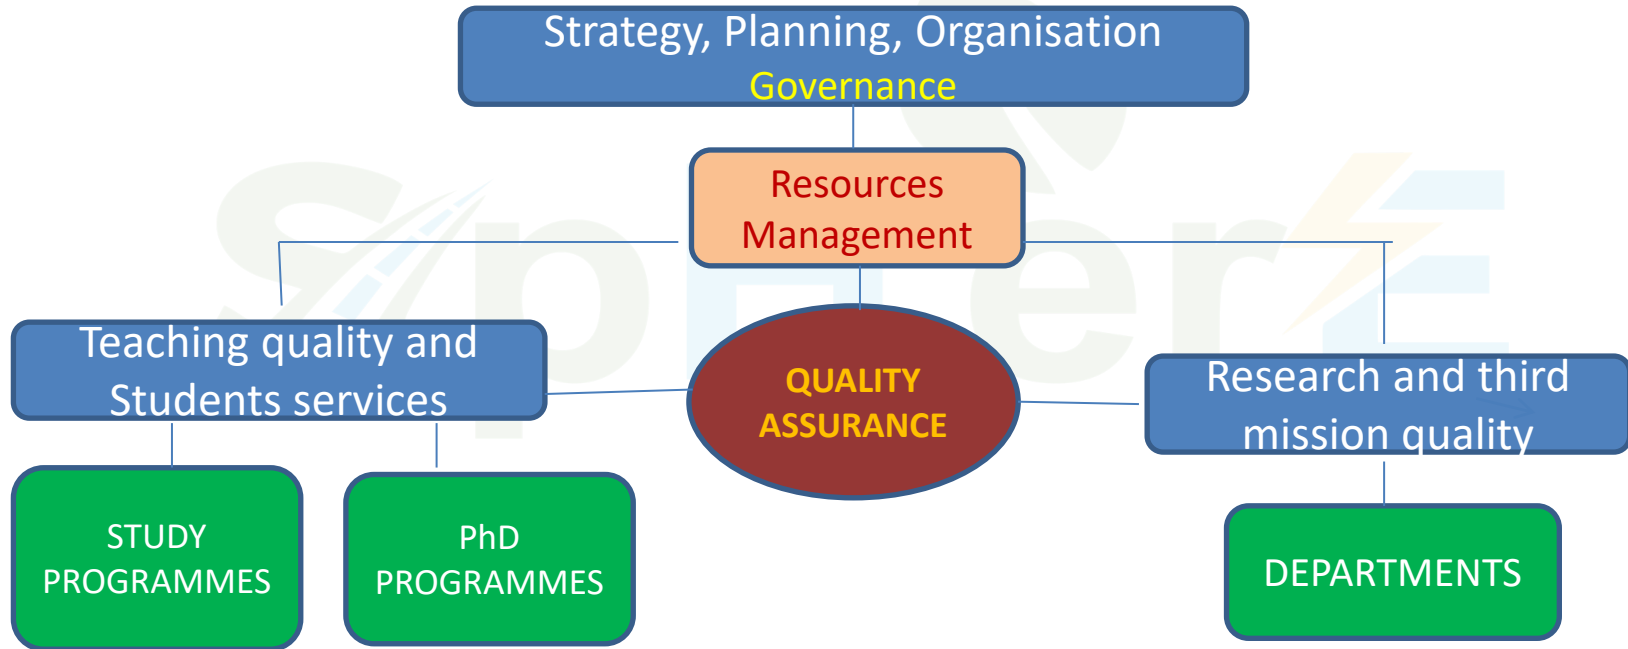 Strategy, Planning, Organisation
Governance
Resources
Management
Teaching quality and
Students services
QUALITY
ASSURANCE
Research and third
mission quality
STUDY
PROGRAMMES
PhD
PROGRAMMES
DEPARTMENTS
SpHErE